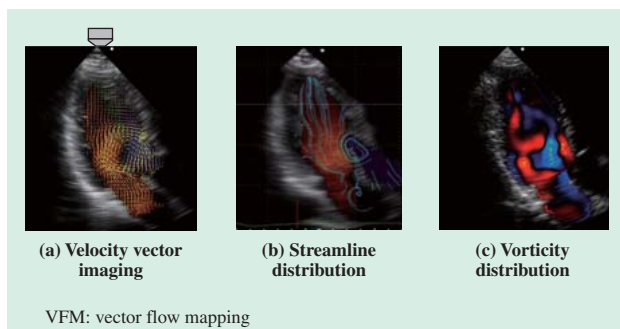 (a) Velocity vector
imaging
(b) Streamline
distribution
(c) Vorticity
distribution
VFM: vector flow mapping